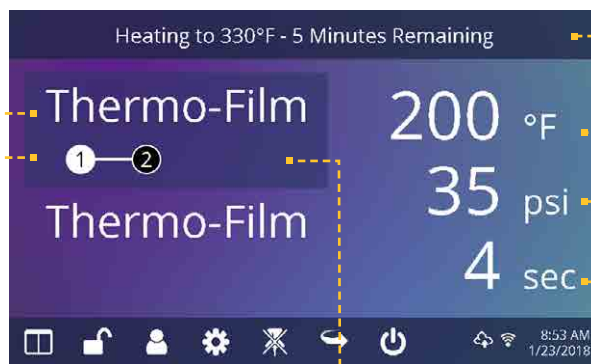 Heating to 330°F - 5 Minutes Remaining
Thermo-Film
1 2
Thermo-Film
200 °F
35 psi
4 sec
8:53 AM
1/23/2018